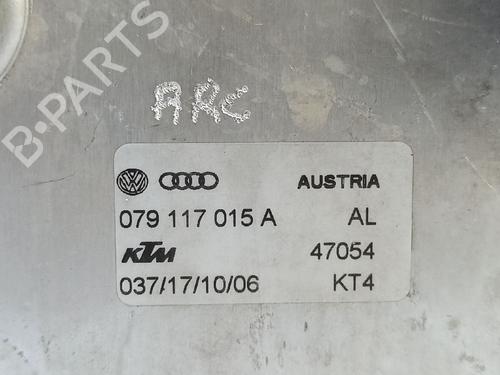 B-PARTS
ARC
AUSTRIA
079 117 015 A AL
KTM 47054
037/17/10/06 KT4